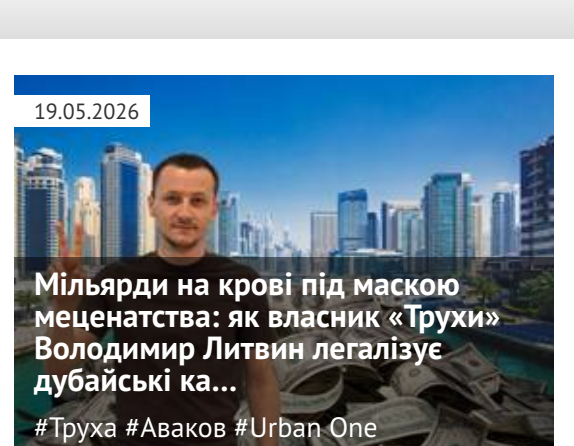 19.05.2026
Мільярди на крові під маскою
меценатства: як власник «Трухи»
Володимир Литвин легалізує
дубайські ка...
#Труха #Аваков #Urban One